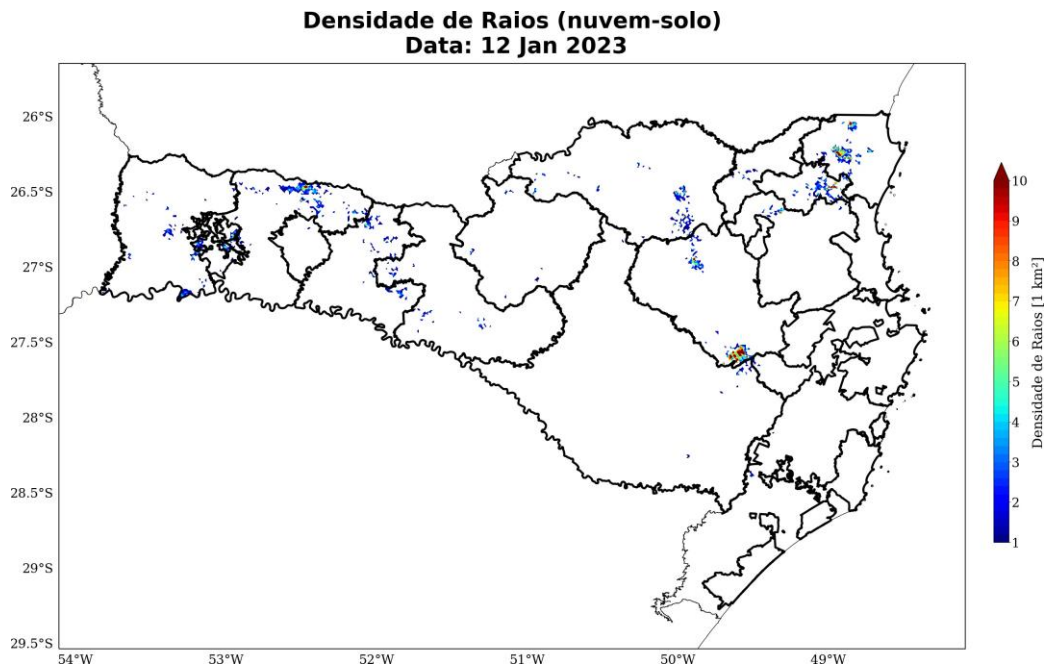 Densidade de Raios (nuvem-solo)
Data: 12 Jan 2023
26°S
26.5°S
27°S
27.5°S
28°S
28.5°S
29°S
29.5°S
54°W
53°W
52°W
51°W
50°W
49°W
10
9
8
7
6
5
4
3
2
1
Densidade de Raios [1 km²]